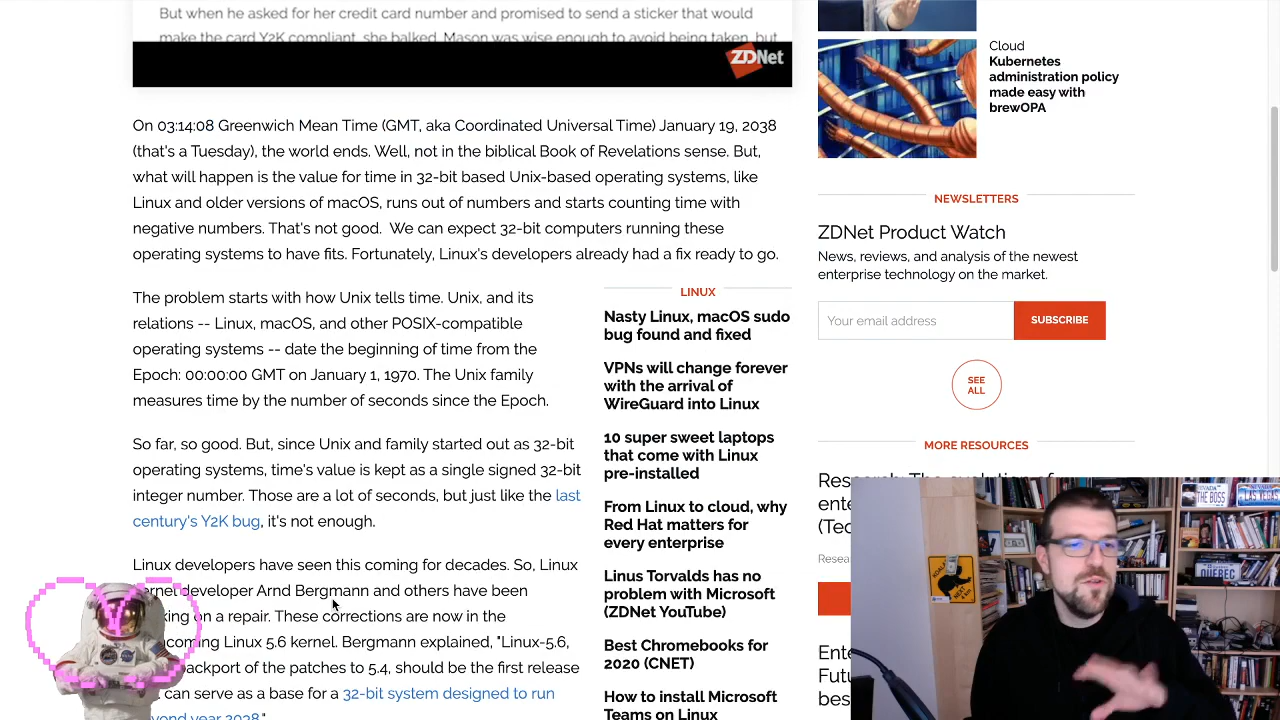 But when he asked for her credit card number and promised to send a sticker that would
make the card Y2K compliant, she balked. Mason was wise enough to avoid being taken, but
ZDNet
On 03:14:08 Greenwich Mean Time (GMT, aka Coordinated Universal Time) January 19, 2038
(that's a Tuesday), the world ends. Well, not in the biblical Book of Revelations sense. But,
what will happen is the value for time in 32-bit based Unix-based operating systems, like
Linux and older versions of macOS, runs out of numbers and starts counting time with
negative numbers. That's not good. We can expect 32-bit computers running these
operating systems to have fits. Fortunately, Linux's developers already had a fix ready to go.
The problem starts with how Unix tells time. Unix, and its
relations -- Linux, macOS, and other POSIX-compatible
operating systems -- date the beginning of time from the
Epoch: 00:00:00 GMT on January 1, 1970. The Unix family
measures time by the number of seconds since the Epoch.
So far, so good. But, since Unix and family started out as 32-bit
operating systems, time's value is kept as a single signed 32-bit
integer number. Those are a lot of seconds, but just like the last
century's Y2K bug, it's not enough.
Linux developers have seen this coming for decades. So, Linux
developer Arnd Bergmann and others have been
on a repair. These corrections are now in the
Linux 5.6 kernel. Bergmann explained, "Linux-5.6,
backport of the patches to 5.4, should be the first release
can serve as a base for a 32-bit system designed to run
year 2038."
LINUX
Nasty Linux, macOS sudo
bug found and fixed
VPNs will change forever
with the arrival of
WireGuard into Linux
10 super sweet laptops
that come with Linux
pre-installed
From Linux to cloud, why
Red Hat matters for
every enterprise
Linus Torvalds has no
problem with Microsoft
(ZDNet YouTube)
Best Chromebooks for
2020 (CNET)
How to install Microsoft
Teams on Linux
Cloud
Kubernetes
administration policy
made easy with
brewOPA
NEWSLETTERS
ZDNet Product Watch
News, reviews, and analysis of the newest
enterprise technology on the market.
Your email address
SUBSCRIBE
SEE
ALL
MORE RESOURCES
Research: The evolution of
THE BOSS
LAS VEGAS
QUEBEC
NEXT
Y